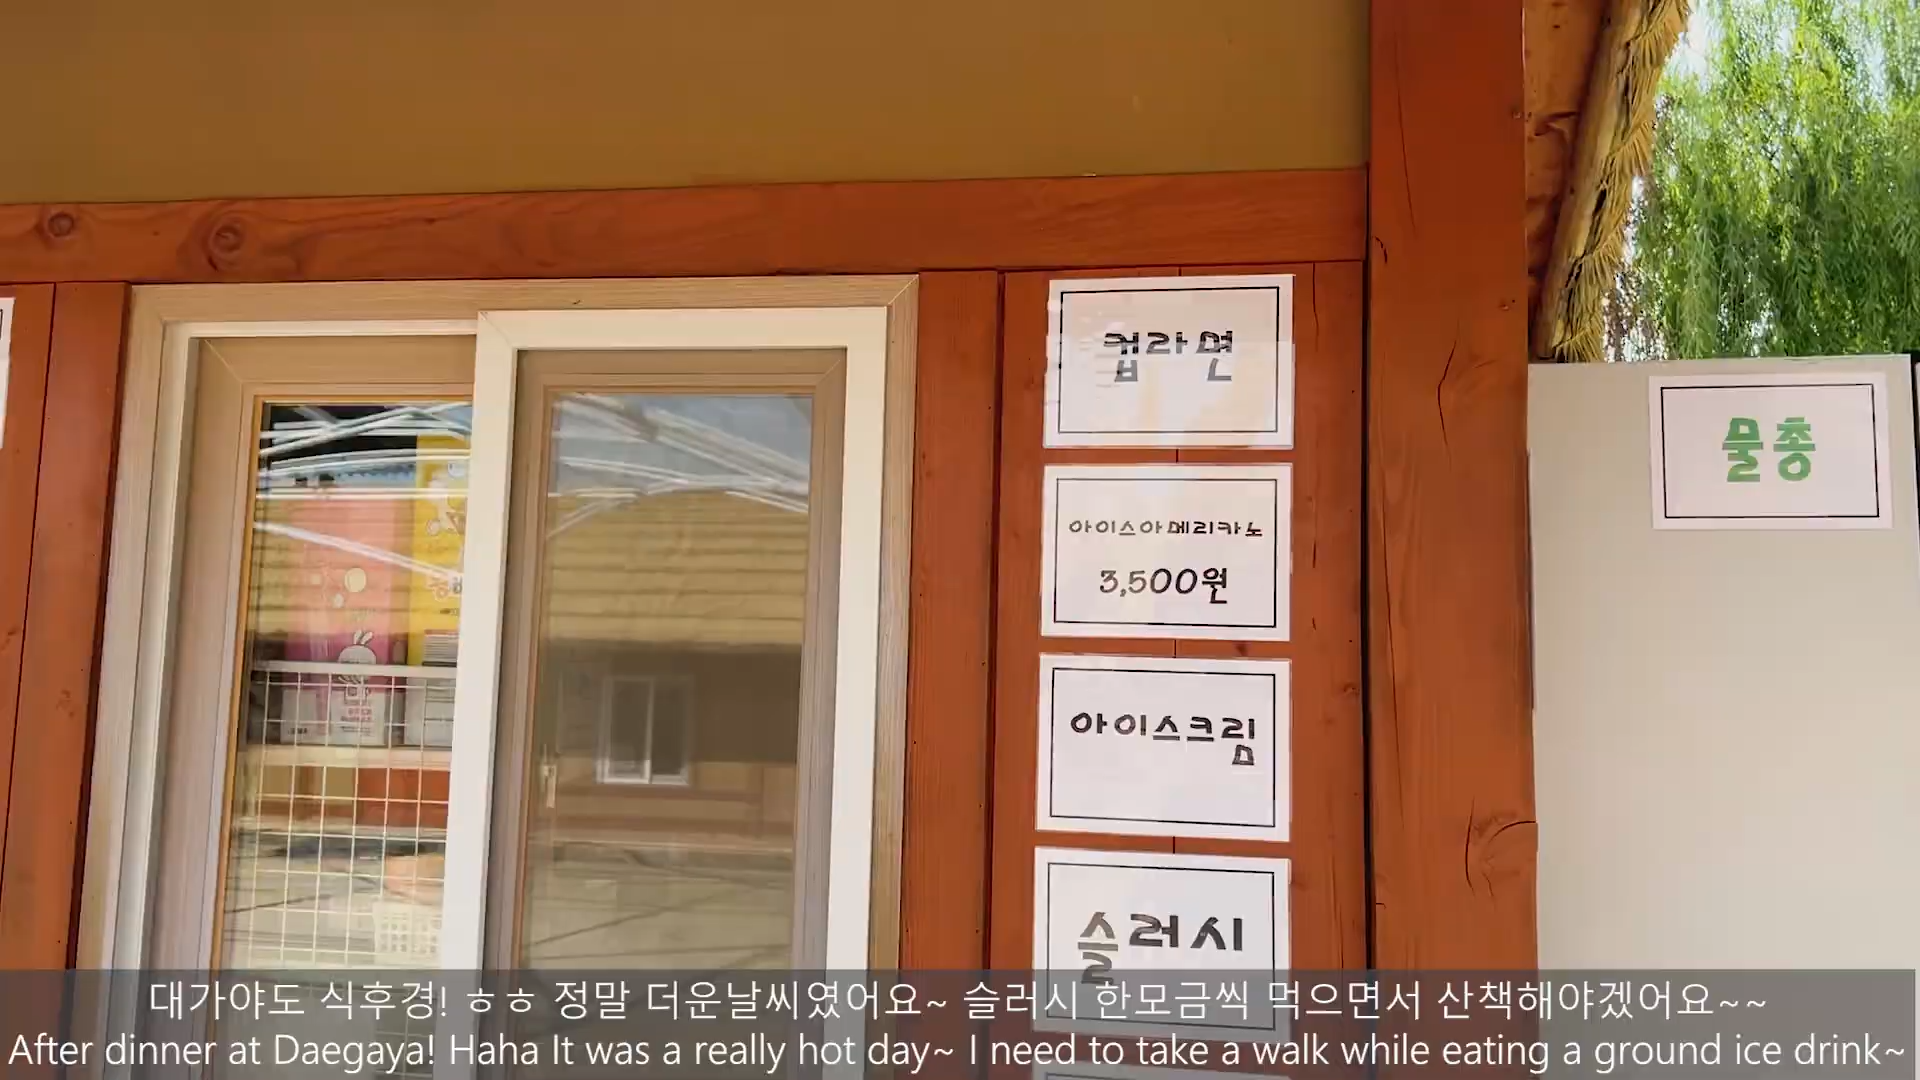 컵라면
아이스아메리카노
3,500원
아이스크림
슬러시
물총
대가야도 식후경! ㅎㅎ 정말 더운날씨였어요~ 슬러시 한모금씩 먹으면서 산책해야겠어요~~
After dinner at Daegaya! Haha It was a really hot day~ I need to take a walk while eating a ground ice drink~